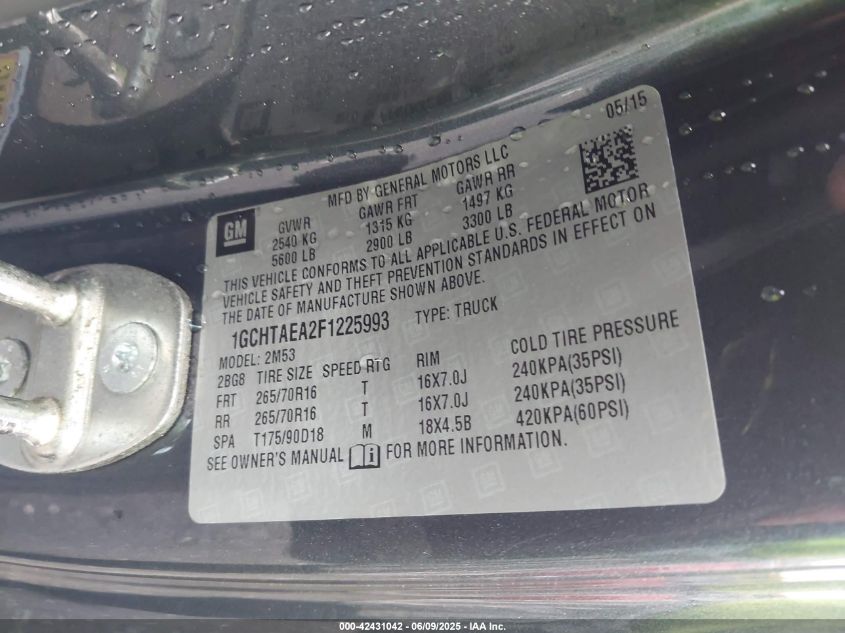 05/15
MFD BY GENERAL MOTORS LLC
GM
GVWR GAWR FRT GAWR RR
2540 KG 1315 KG 1497 KG
5600 LB 2900 LB 3300 LB
THIS VEHICLE CONFORMS TO ALL APPLICABLE U.S. FEDERAL MOTOR
VEHICLE SAFETY AND THEFT PREVENTION STANDARDS IN EFFECT ON
THE DATE OF MANUFACTURE SHOWN ABOVE.
1GCHTAEA2F1225993 TYPE: TRUCK
MODEL: 2M53
2BG8 TIRE SIZE SPEED RTG RIM COLD TIRE PRESSURE
FRT 265/70R16 T 16X7.0J 240KPA(35PSI)
RR 265/70R16 T 16X7.0J 240KPA(35PSI)
SPA T175/90D18 M 18X4.5B 420KPA(60PSI)
SEE OWNER'S MANUAL FOR MORE INFORMATION.
000-42431042 - 06/09/2025 - IAA Inc.